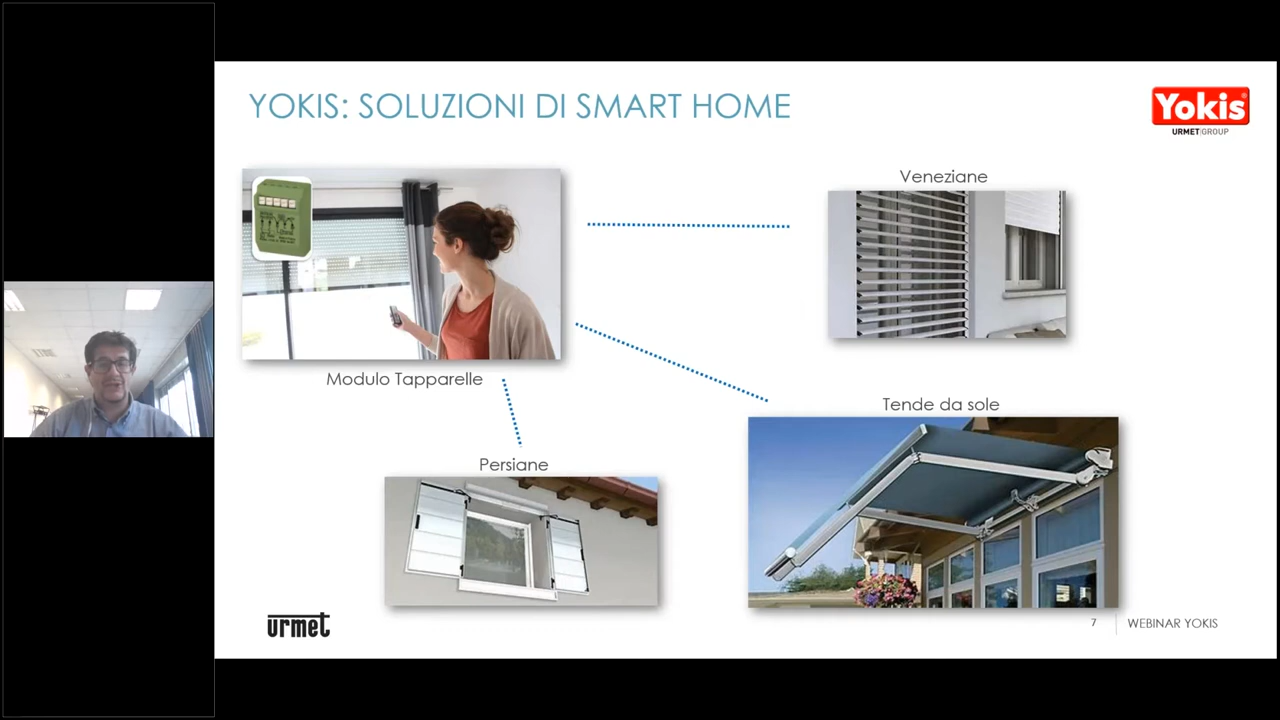 YOKIS: SOLUZIONI DI SMART HOME
Yokis
URMET GROUP
Veneziane
Modulo Tapparelle
Tende da sole
Persiane
urmet
7
WEBINAR YOKIS